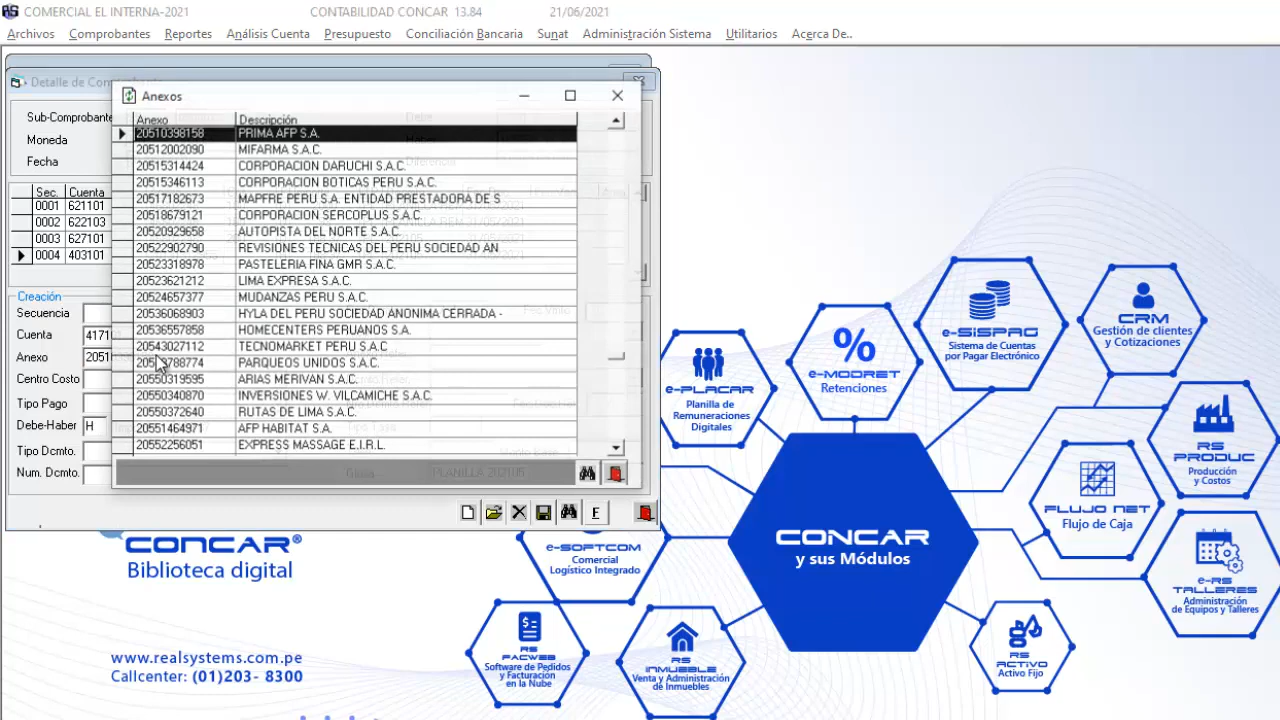 COMERCIAL EL INTERNA-2021 CONTABILIDAD CONCAR 13.84 21/06/2021
Archivos Comprobantes Reportes Análisis Cuenta Presupuesto Conciliación Bancaria Sunat Administración Sistema Utilitarios Acerca De..
Detalle de Comprobante
Sub-Comprobante
Moneda
Fecha
Sec. Cuenta
0001 621101
0002 622103
0003 627101
0004 403101
Creación
Secuencia
Cuenta
Anexo 2051
Centro Costo
Tipo Pago
Debe-Haber H
Tipo Dcmto.
Num. Dcmto.
Anexos
Anexo Descripción
20510398158 PRIMA AFP S.A.
20512002090 MIFARMA S.A.C.
20515314424 CORPORACION DARUCHI S.A.C.
20515346113 CORPORACION BOTICAS PERU S.A.C.
20517182673 MAPFRE PERU S.A. ENTIDAD PRESTADORA DE S
20518679121 CORPORACION SERCOPLUS S.A.C.
20520929658 AUTOPISTA DEL NORTE S.A.C.
20522902790 REVISIONES TECNICAS DEL PERU SOCIEDAD AN
20523318978 PASTELERIA FINA GMR S.A.C.
20523621212 LIMA EXPRESA S.A.C.
20524657377 MUDANZAS PERU S.A.C.
20536068903 HYLA DEL PERU SOCIEDAD ANONIMA CERRADA -
20536557858 HOMECENTERS PERUANOS S.A.
20543027112 TECNOMARKET PERU S.A.C
PARQUEOS UNIDOS S.A.C.
20550319595 ARIAS MERIVAN S.A.C.
20550340870 INVERSIONES W. VILCAMICHE S.A.C.
20550372640 RUTAS DE LIMA S.A.C.
20551464971 AFP HABITAT S.A.
20552256051 EXPRESS MASSAGE E.I.R.L.
Glosa PLANILLA 202105
F
CONCAR®
Biblioteca digital
www.realsystems.com.pe
Callcenter: (01)203- 8300
e-PLACAR
Planilla de
Remuneraciones
Digitales
%
e-MODRET
Retenciones
e-SISPAG
Sistema de Cuentas
por Pagar Electrónico
CRM
Gestión de clientes
y Cotizaciones
RS
PRODUC
Producción
y Costos
FLUJO NET
Flujo de Caja
e-RS
TALLERES
Administración
de Equipos y Talleres
CONCAR
y sus Módulos
e-SOFTCOM
Comercial
Logístico Integrado
RS
FACWEB
Software de Pedidos
y Facturación
en la Nube
RS
INMUEBLE
Venta y Administración
de Inmuebles
RS
ACTIVO
Activo Fijo